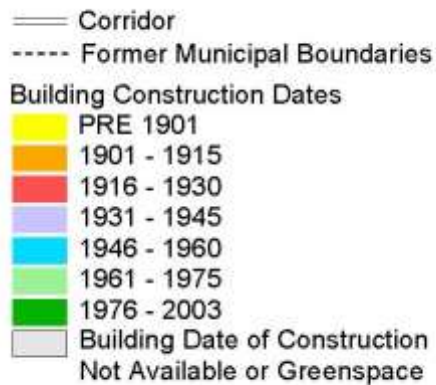 Corridor
Former Municipal Boundaries
Building Construction Dates
PRE 1901
1901 - 1915
1916 - 1930
1931 - 1945
1946 - 1960
1961 - 1975
1976 - 2003
Building Date of Construction
Not Available or Greenspace